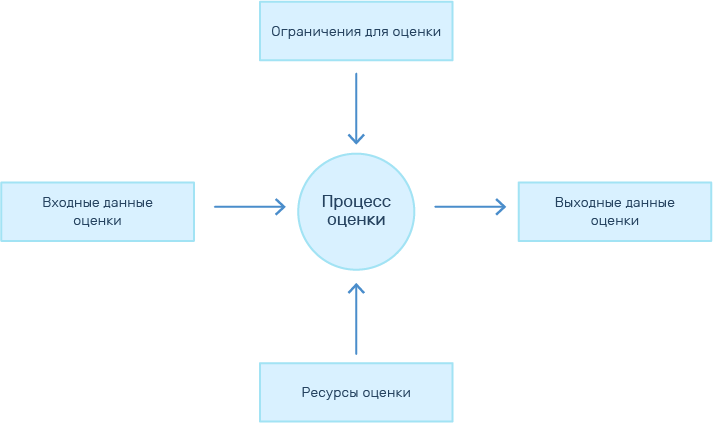 Ограничения для оценки
Входные данные
оценки
Процесс
оценки
Выходные данные
оценки
Ресурсы оценки